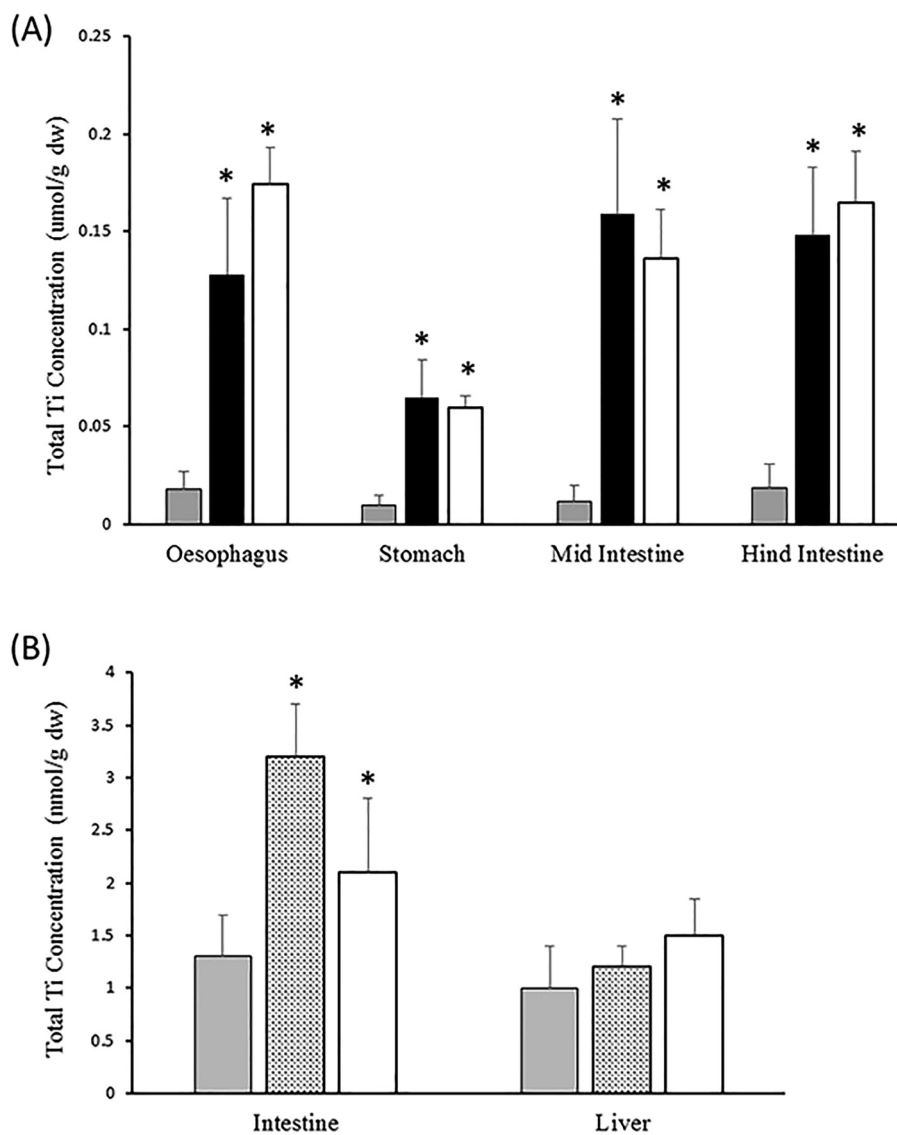 (A)
Total Ti Concentration (umol/g dw)
0.25
0.2
0.15
0.1
0.05
0
* * * * * * * *
Oesophagus Stomach Mid Intestine Hind Intestine
(B)
Total Ti Concentration (nmol/g dw)
4
3.5
3
2.5
2
1.5
1
0.5
0
* *
Intestine Liver